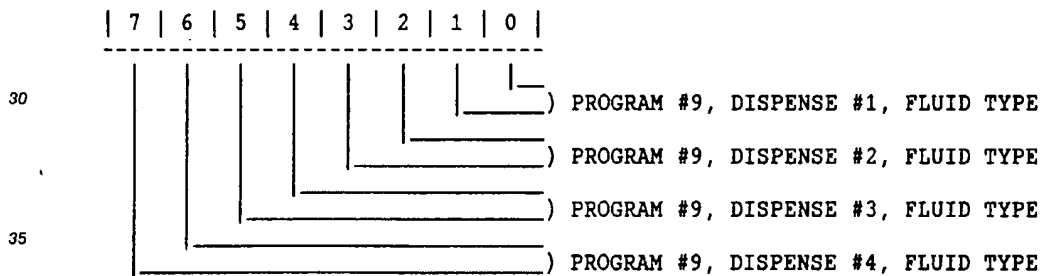 | 7 | 6 | 5 | 4 | 3 | 2 | 1 | 0 |
30
) PROGRAM #9, DISPENSE #1, FLUID TYPE
) PROGRAM #9, DISPENSE #2, FLUID TYPE
) PROGRAM #9, DISPENSE #3, FLUID TYPE
35
) PROGRAM #9, DISPENSE #4, FLUID TYPE